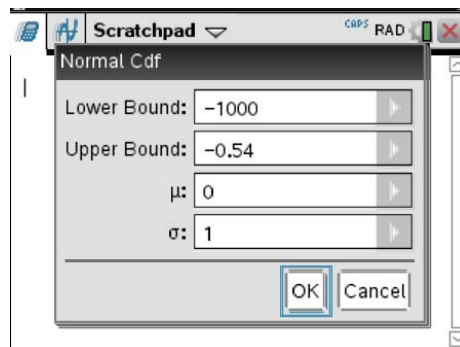 Scratchpad CAPS RAD
Normal Cdf
Lower Bound: -1000
Upper Bound: -0.54
μ: 0
σ: 1
OK Cancel